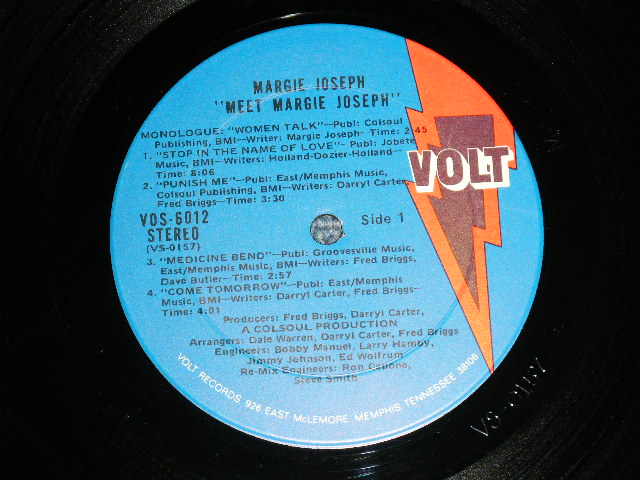 MARGIE JOSEPH
"MEET MARGIE JOSEPH"
MONOLOGUE: "WOMEN TALK"—Publ: Colsoul
Publishing, BMI—Writer: Margie Joseph—Time: 2:45
1. "STOP IN THE NAME OF LOVE"—Publ: Jobete
Music, BMI—Writers: Holland-Dozier-Holland—
Time: 8:06
2. "PUNISH ME"—Publ: East/Memphis Music,
Colsoul Publishing, BMI—Writers: Darryl Carter,
Fred Briggs—Time: 3:30
VOLT
VOS-6012
STEREO
(VS-0157)
Side 1
3. "MEDICINE BEND"—Publ: Groovesville Music,
East/Memphis Music, BMI—Writers: Fred Briggs,
Dave Butler—Time: 2:57
4. "COME TOMORROW"—Publ: East/Memphis
Music, BMI—Writers: Darryl Carter, Fred Briggs—
Time: 4:01
Producers: Fred Briggs, Darryl Carter,
A COLSOUL PRODUCTION
Arrangers: Dale Warren, Darryl Carter, Fred Briggs
Engineers: Bobby Manuel, Larry Hamby,
Jimmy Johnson, Ed Wolfrum
Re-Mix Engineers: Ron Capone,
Steve Smith
VOLT RECORDS, 926 EAST McLEMORE, MEMPHIS, TENNESSEE 38106
VS-0157